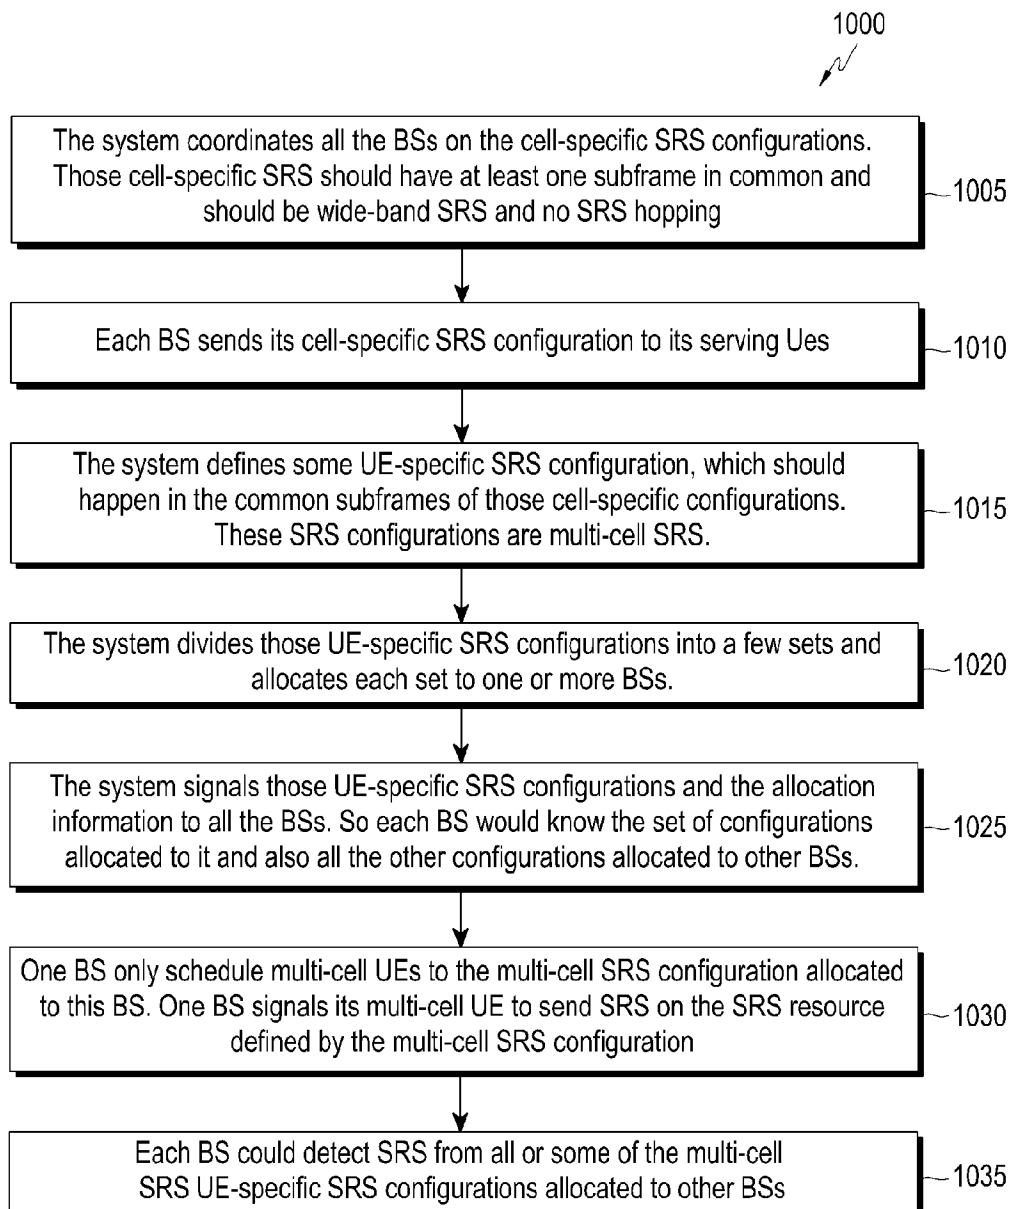 1000
The system coordinates all the BSs on the cell-specific SRS configurations.
Those cell-specific SRS should have at least one subframe in common and
should be wide-band SRS and no SRS hopping
1005
Each BS sends its cell-specific SRS configuration to its serving Ues
1010
The system defines some UE-specific SRS configuration, which should
happen in the common subframes of those cell-specific configurations.
These SRS configurations are multi-cell SRS.
1015
The system divides those UE-specific SRS configurations into a few sets and
allocates each set to one or more BSs.
1020
The system signals those UE-specific SRS configurations and the allocation
information to all the BSs. So each BS would know the set of configurations
allocated to it and also all the other configurations allocated to other BSs.
1025
One BS only schedule multi-cell UEs to the multi-cell SRS configuration allocated
to this BS. One BS signals its multi-cell UE to send SRS on the SRS resource
defined by the multi-cell SRS configuration
1030
Each BS could detect SRS from all or some of the multi-cell
SRS UE-specific SRS configurations allocated to other BSs
1035